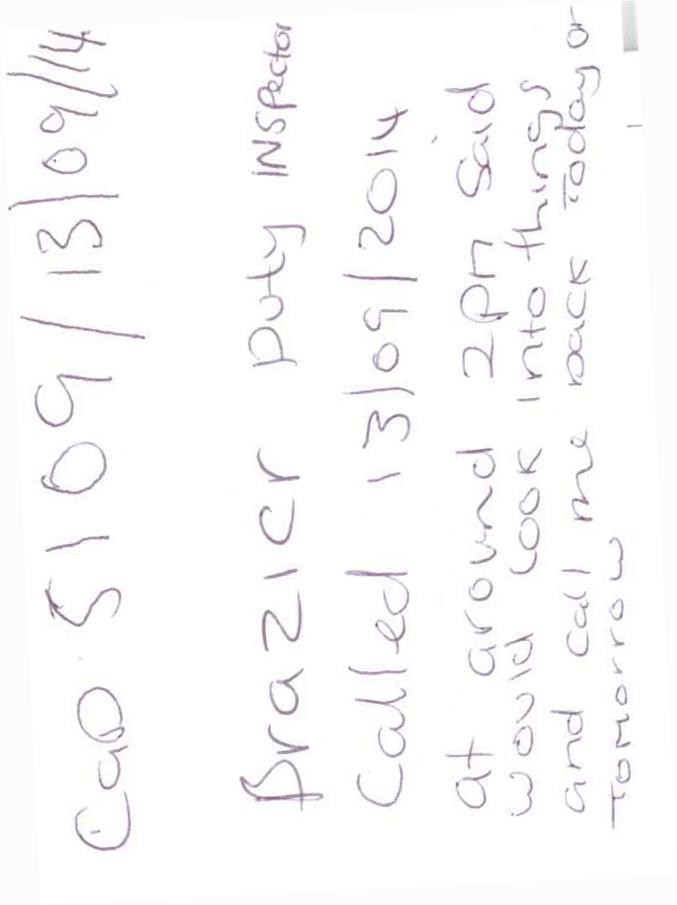 CaD 5109/13/09/14
Brazier Duty INSpector
Called 13/09/2014
at around 2PM Said
would look into things
and call me back Today or
Tomorrow